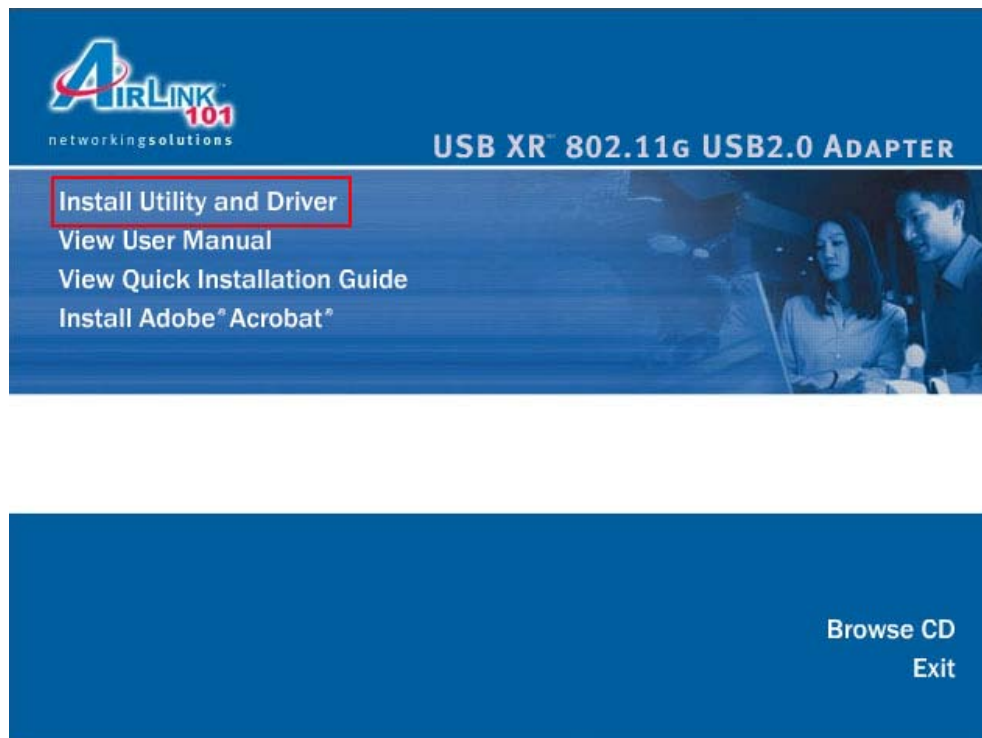 AIRLINK™
101
networkingsolutions
USB XR™ 802.11G USB2.0 ADAPTER
Install Utility and Driver
View User Manual
View Quick Installation Guide
Install Adobe® Acrobat®
Browse CD
Exit